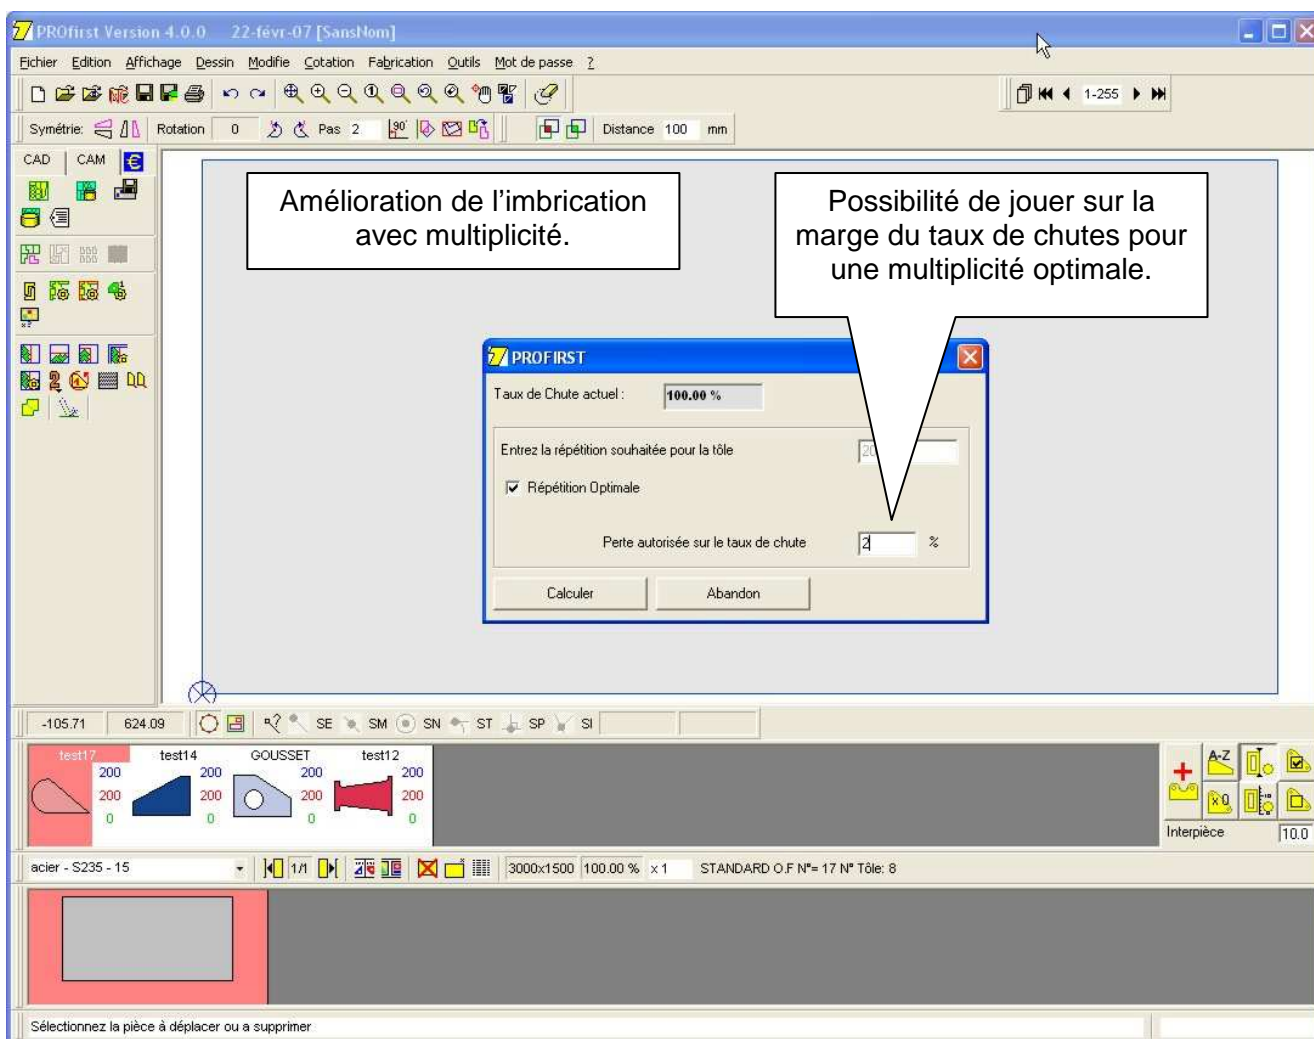 PROfirst Version 4.0.0 22-févr.-07 [SansNom]
Fichier Edition Affichage Dessin Modifie Cotation Fabrication Outils Mot de passe ?
1-255
Symétrie: Rotation 0 Pas 2 90° Distance 100 mm
CAD CAM €
Amélioration de l’imbrication
avec multiplicité.
Possibilité de jouer sur la
marge du taux de chutes pour
une multiplicité optimale.
PROFIRST
Taux de Chute actuel : 100.00 %
Entrez la répétition souhaitée pour la tôle
Répétition Optimale
Perte autorisée sur le taux de chute 2 %
Calculer Abandon
-105.71 624.09 SE SM SN ST SP SI
test17 test14 GOUSSET test12
200 200 200 200
200 200 200 200
0 0 0 0
A-Z
x0
Interpièce 10.0
acier - S235 - 15 1/1 3000x1500 100.00 % x 1 STANDARD O.F N°= 17 N° Tôle: 8
Sélectionnez la pièce à déplacer ou a supprimer